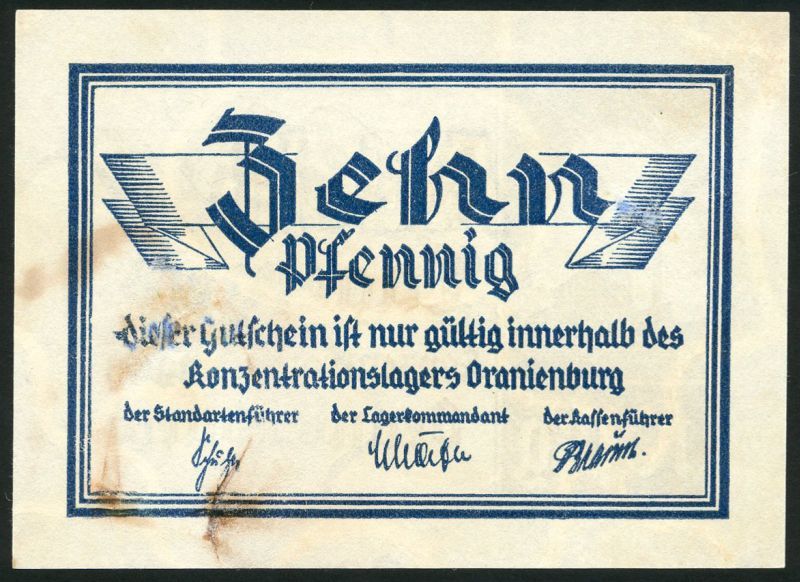 Zehn
Pfennig
dieser Gutschein ist nur gültig innerhalb des
Konzentrationslagers Oranienburg
der Standartenführer der Lagerkommandant der Kassenführer